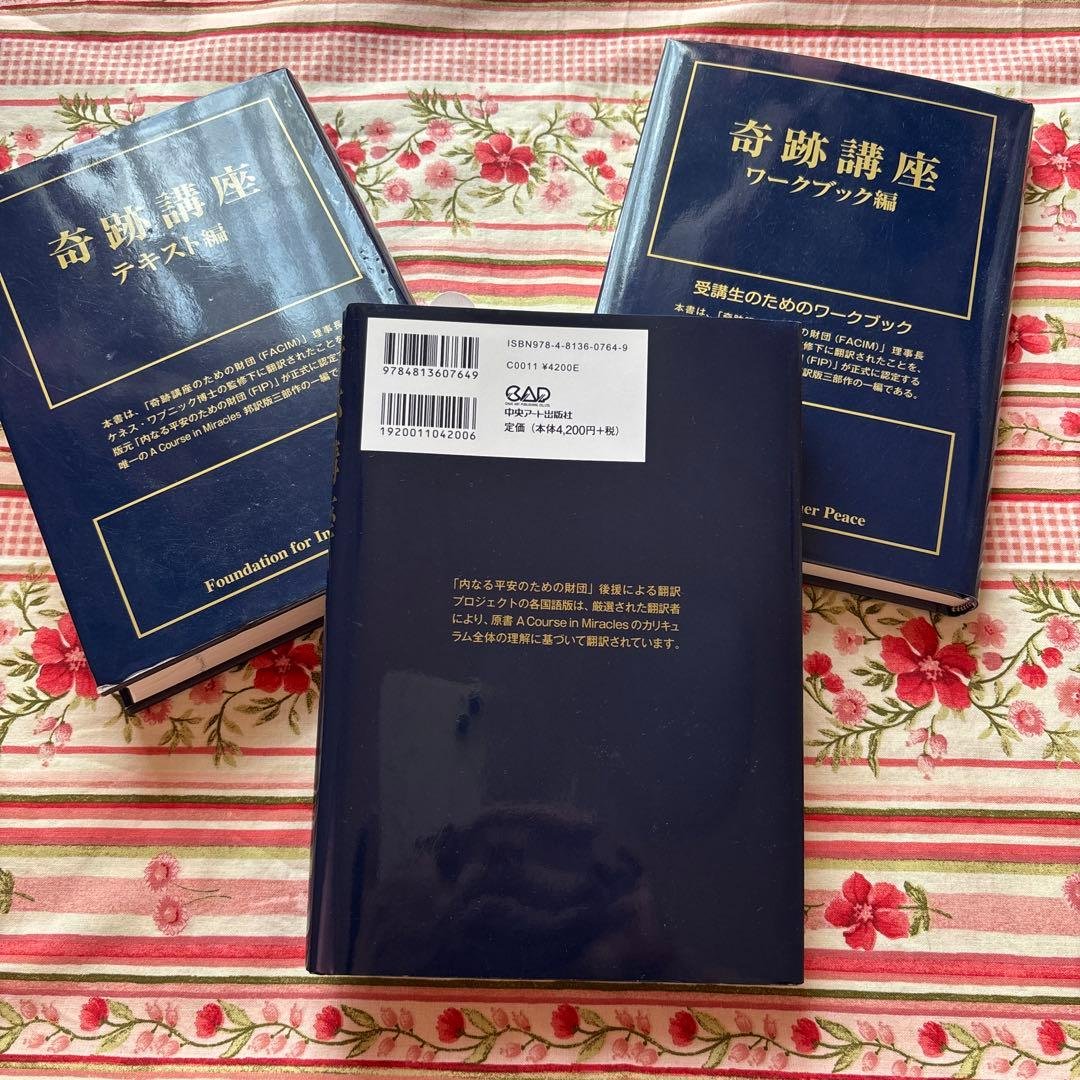 奇跡講座
テキスト編
本書は、「奇跡講座のための財団(FACIM)」理事長
ケネス・ワプニック博士の監修下に翻訳されたことを、
版元「内なる平安のための財団(FIP)」が正式に認定する
唯一のA Course in Miracles 邦訳版三部作の一編で
Foundation for In
奇跡講座
ワークブック編
受講生のためのワークブック
本書は、「奇跡
の財団(FACIM)」理事長
修下に翻訳されたことを、
(FIP)」が正式に認定する
訳版三部作の一編である。
ner Peace
9784813607649
1920011042006
ISBN978-4-8136-0764-9
C0011 ¥4200E
CAD
中央アート出版社
定価(本体4,200円+税)
「内なる平安のための財団」後援による翻訳
プロジェクトの各国語版は、厳選された翻訳者
により、原書 A Course in Miracles のカリキュ
ラム全体の理解に基づいて翻訳されています。